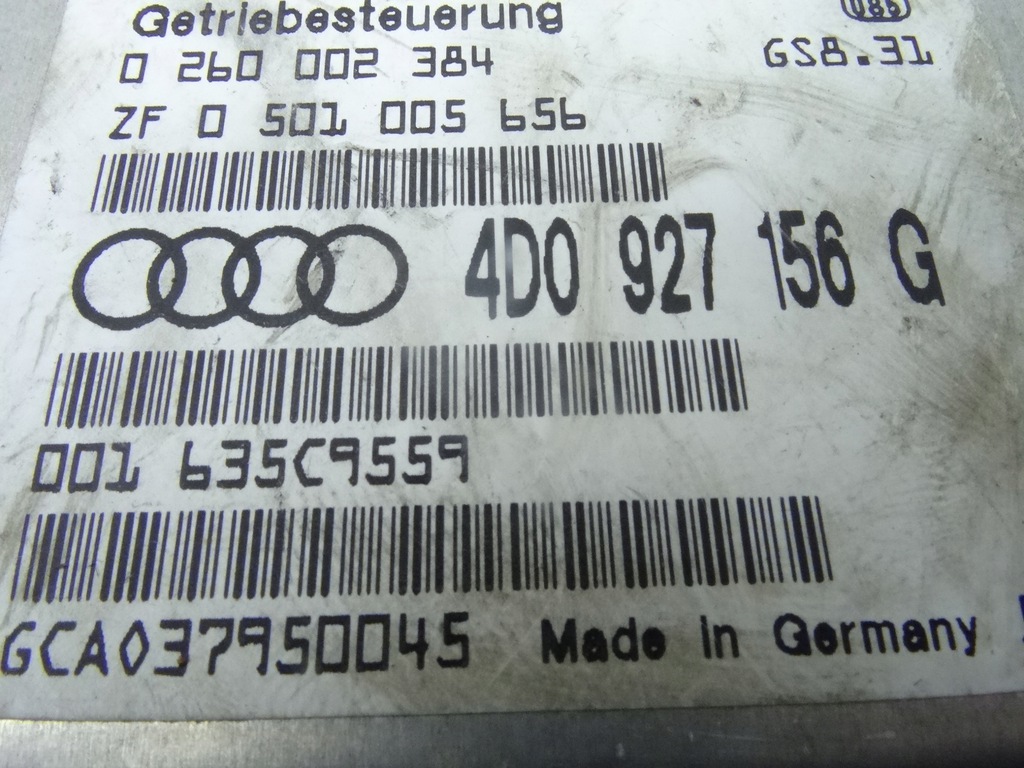 Getriebesteuerung
0 260 002 384
GS8.31
ZF 0 501 005 656
4D0 927 156 G
001 635C9559
GCA037950045 Made in Germany